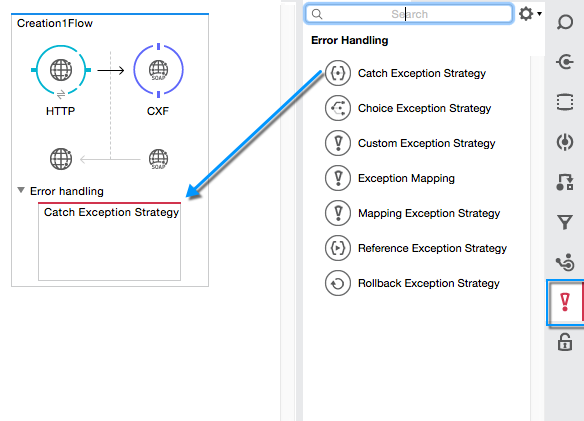 Creation1Flow
HTTP
SOAP
CXF
SOAP
Error handling
Catch Exception Strategy
Search
Error Handling
Catch Exception Strategy
Choice Exception Strategy
Custom Exception Strategy
Exception Mapping
Mapping Exception Strategy
Reference Exception Strategy
Rollback Exception Strategy